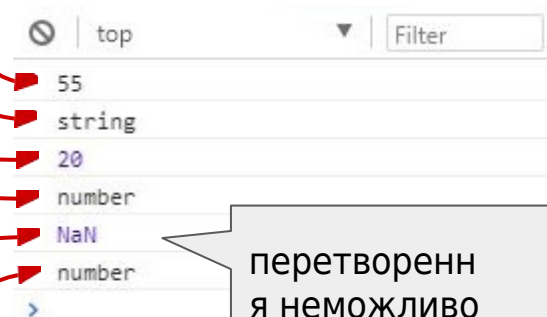 top ▼ Filter
55
string
20
number
NaN
number
>
перетворенн
я неможливо